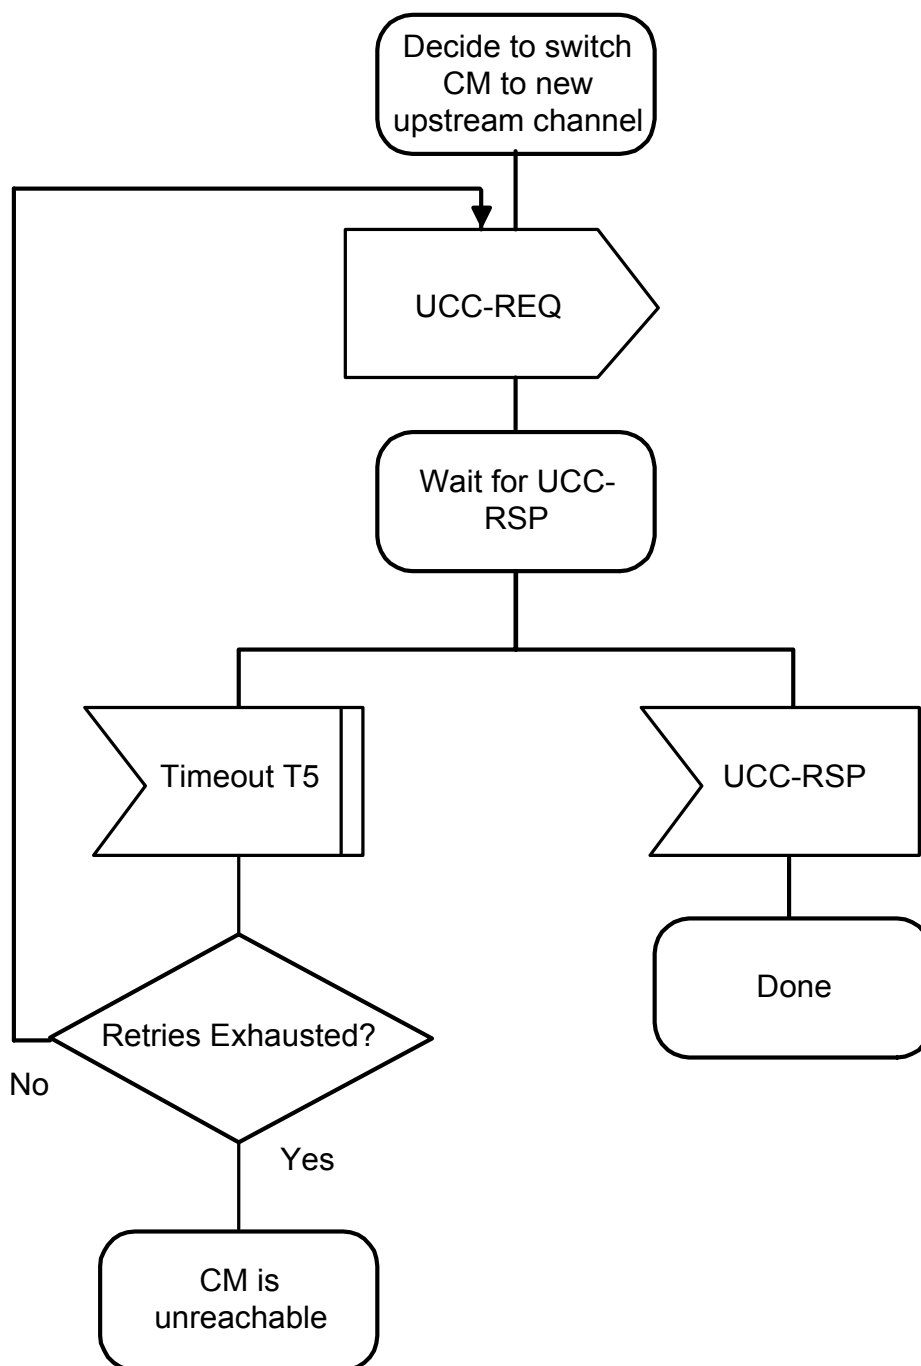 Decide to switch
CM to new
upstream channel
UCC-REQ
Wait for UCC-
RSP
Timeout T5
UCC-RSP
Done
Retries Exhausted?
No
Yes
CM is
unreachable